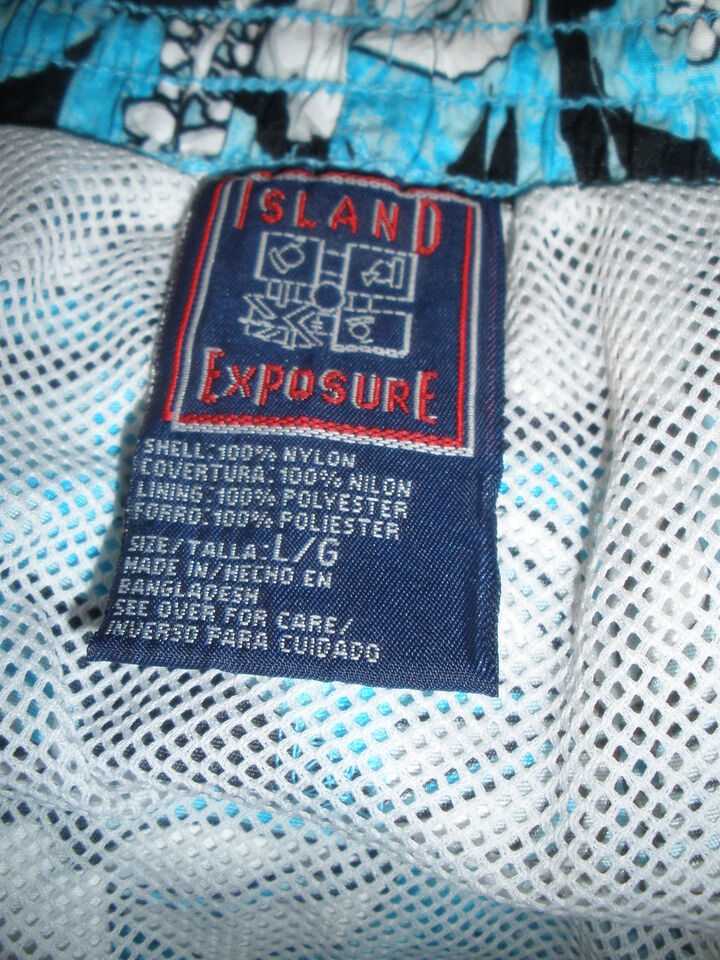 ISLAND
EXPOSURE
SHELL: 100% NYLON
COVERTURA: 100% NILON
LINING: 100% POLYESTER
FORRO: 100% POLIESTER
SIZE/TALLA: L/G
MADE IN/HECHO EN
BANGLADESH
SEE OVER FOR CARE/
INVERSO PARA CUIDADO